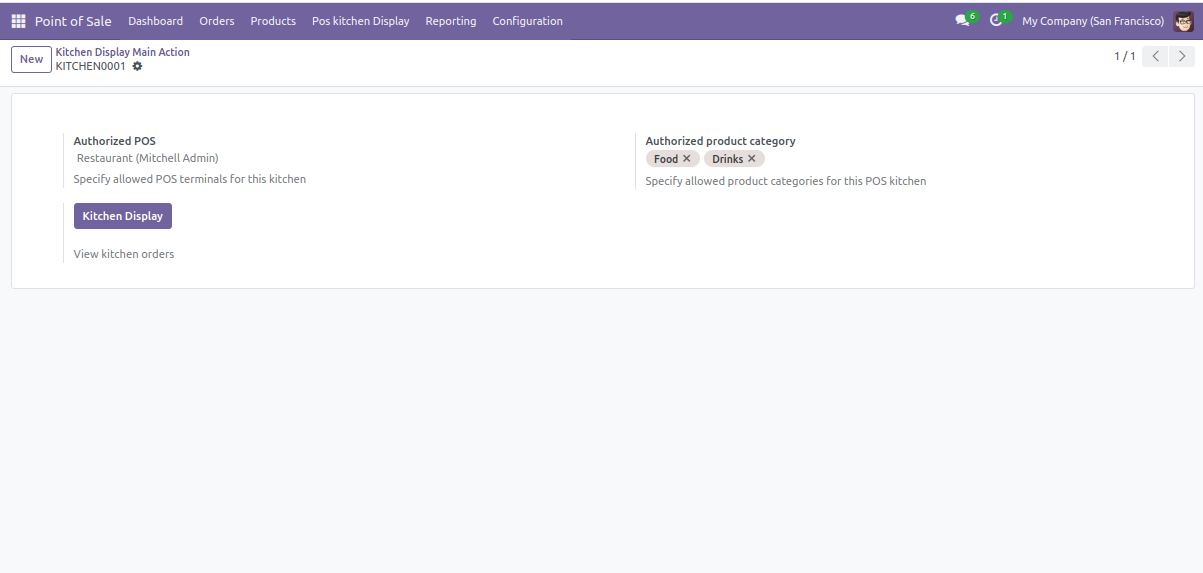 Point of Sale Dashboard Orders Products Pos kitchen Display Reporting Configuration 6 1 My Company (San Francisco)
New Kitchen Display Main Action
KITCHEN0001
1 / 1
Authorized POS
Restaurant (Mitchell Admin)
Specify allowed POS terminals for this kitchen
Authorized product category
Food ✕ Drinks ✕
Specify allowed product categories for this POS kitchen
Kitchen Display
View kitchen orders